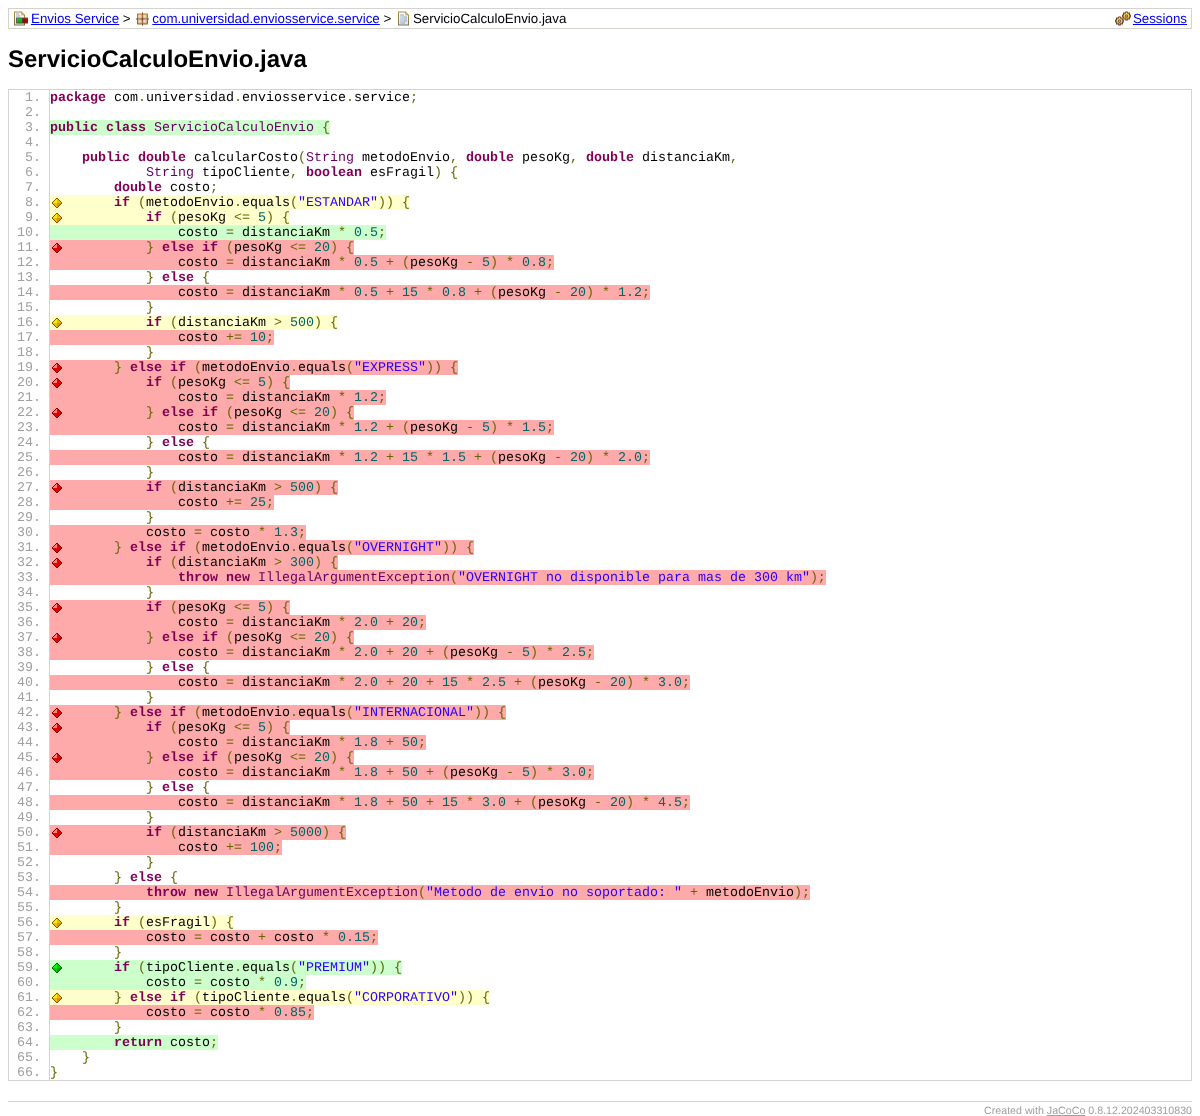 Envios Service > com.universidad.enviosservice.service > ServicioCalculoEnvio.java Sessions
ServicioCalculoEnvio.java
1. package com.universidad.enviosservice.service;
2.
3. public class ServicioCalculoEnvio {
4.
5.     public double calcularCosto(String metodoEnvio, double pesoKg, double distanciaKm,
6.             String tipoCliente, boolean esFragil) {
7.         double costo;
8.         if (metodoEnvio.equals("ESTANDAR")) {
9.             if (pesoKg <= 5) {
10.                 costo = distanciaKm * 0.5;
11.             } else if (pesoKg <= 20) {
12.                 costo = distanciaKm * 0.5 + (pesoKg - 5) * 0.8;
13.             } else {
14.                 costo = distanciaKm * 0.5 + 15 * 0.8 + (pesoKg - 20) * 1.2;
15.             }
16.             if (distanciaKm > 500) {
17.                 costo += 10;
18.             }
19.         } else if (metodoEnvio.equals("EXPRESS")) {
20.             if (pesoKg <= 5) {
21.                 costo = distanciaKm * 1.2;
22.             } else if (pesoKg <= 20) {
23.                 costo = distanciaKm * 1.2 + (pesoKg - 5) * 1.5;
24.             } else {
25.                 costo = distanciaKm * 1.2 + 15 * 1.5 + (pesoKg - 20) * 2.0;
26.             }
27.             if (distanciaKm > 500) {
28.                 costo += 25;
29.             }
30.             costo = costo * 1.3;
31.         } else if (metodoEnvio.equals("OVERNIGHT")) {
32.             if (distanciaKm > 300) {
33.                 throw new IllegalArgumentException("OVERNIGHT no disponible para mas de 300 km");
34.             }
35.             if (pesoKg <= 5) {
36.                 costo = distanciaKm * 2.0 + 20;
37.             } else if (pesoKg <= 20) {
38.                 costo = distanciaKm * 2.0 + 20 + (pesoKg - 5) * 2.5;
39.             } else {
40.                 costo = distanciaKm * 2.0 + 20 + 15 * 2.5 + (pesoKg - 20) * 3.0;
41.             }
42.         } else if (metodoEnvio.equals("INTERNACIONAL")) {
43.             if (pesoKg <= 5) {
44.                 costo = distanciaKm * 1.8 + 50;
45.             } else if (pesoKg <= 20) {
46.                 costo = distanciaKm * 1.8 + 50 + (pesoKg - 5) * 3.0;
47.             } else {
48.                 costo = distanciaKm * 1.8 + 50 + 15 * 3.0 + (pesoKg - 20) * 4.5;
49.             }
50.             if (distanciaKm > 5000) {
51.                 costo += 100;
52.             }
53.         } else {
54.             throw new IllegalArgumentException("Metodo de envio no soportado: " + metodoEnvio);
55.         }
56.         if (esFragil) {
57.             costo = costo + costo * 0.15;
58.         }
59.         if (tipoCliente.equals("PREMIUM")) {
60.             costo = costo * 0.9;
61.         } else if (tipoCliente.equals("CORPORATIVO")) {
62.             costo = costo * 0.85;
63.         }
64.         return costo;
65.     }
66. }
Created with JaCoCo 0.8.12.202403310830